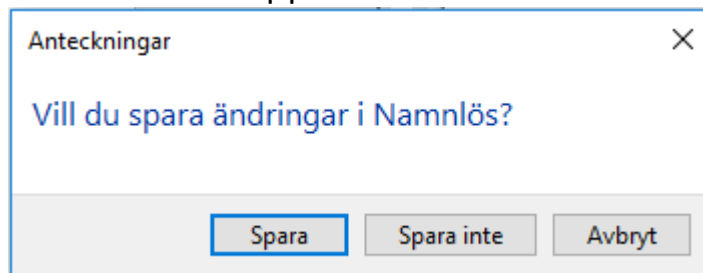 Anteckningar
Vill du spara ändringar i Namnlös?
Spara
Spara inte
Avbryt